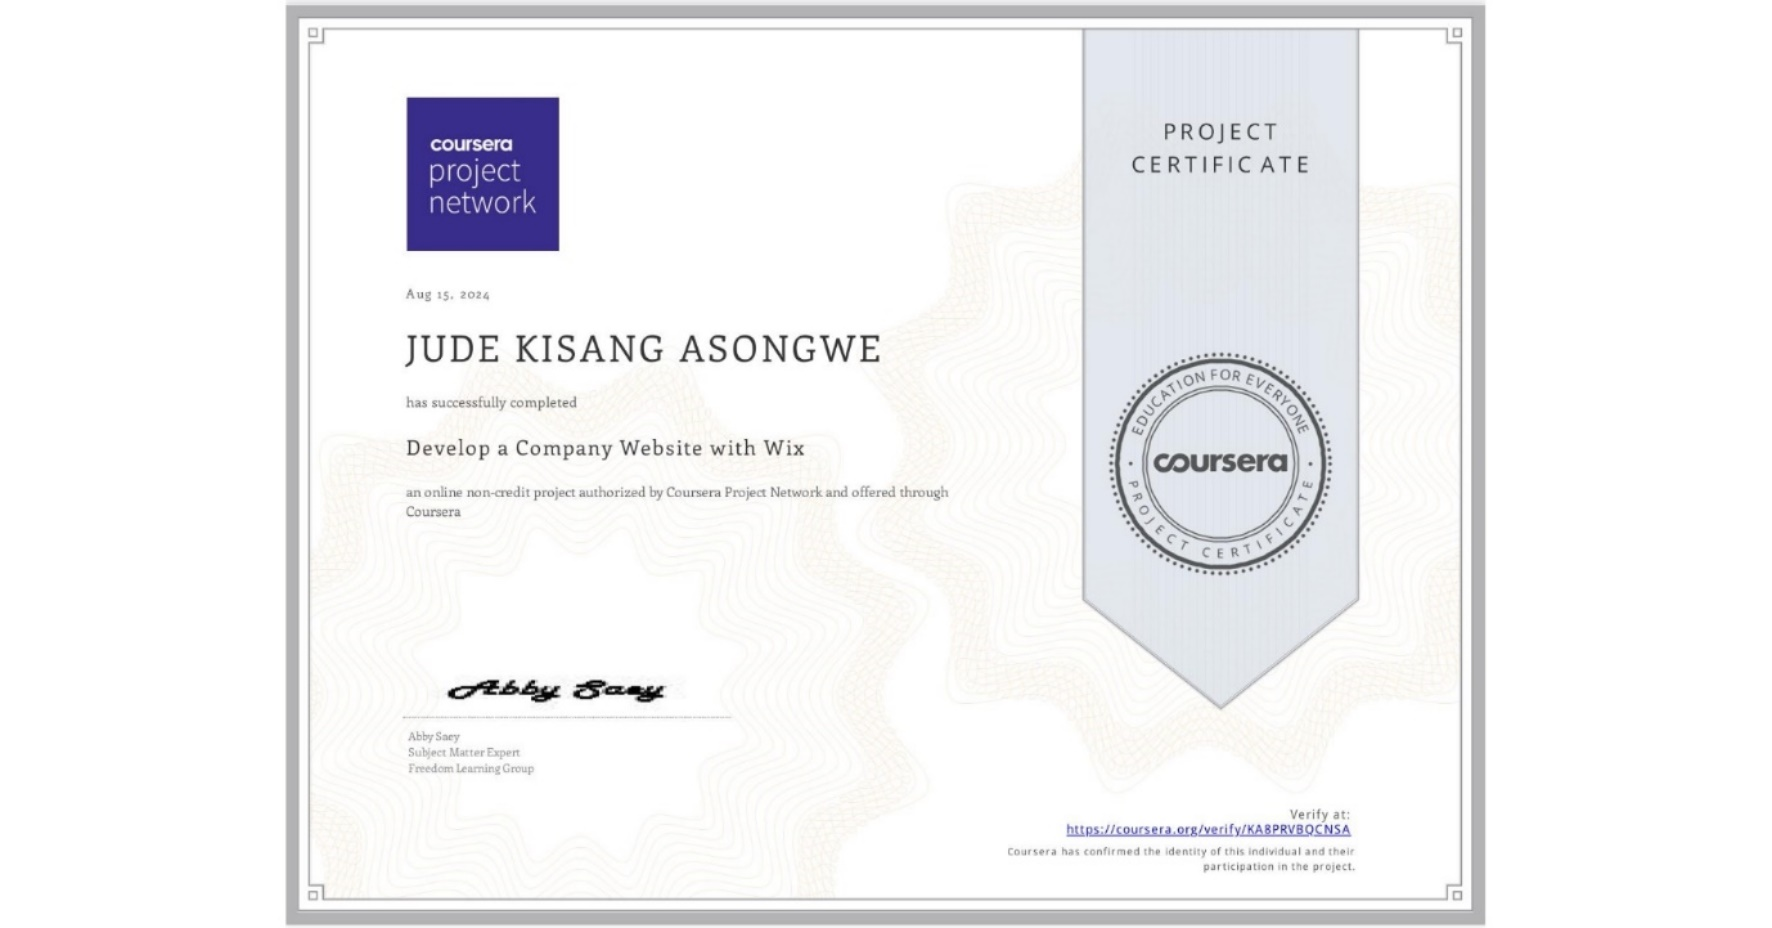 coursera
project
network
PROJECT
CERTIFICATE
Aug 15, 2024
JUDE KISANG ASONGWE
has successfully completed
Develop a Company Website with Wix
an online non-credit project authorized by Coursera Project Network and offered through
Coursera
EDUCATION FOR EVERYONE
coursera
PROJECT CERTIFICATE
Abby Saey
Abby Saey
Subject Matter Expert
Freedom Learning Group
Verify at:
https://coursera.org/verify/KA8PRVBQCNSA
Coursera has confirmed the identity of this individual and their
participation in the project.